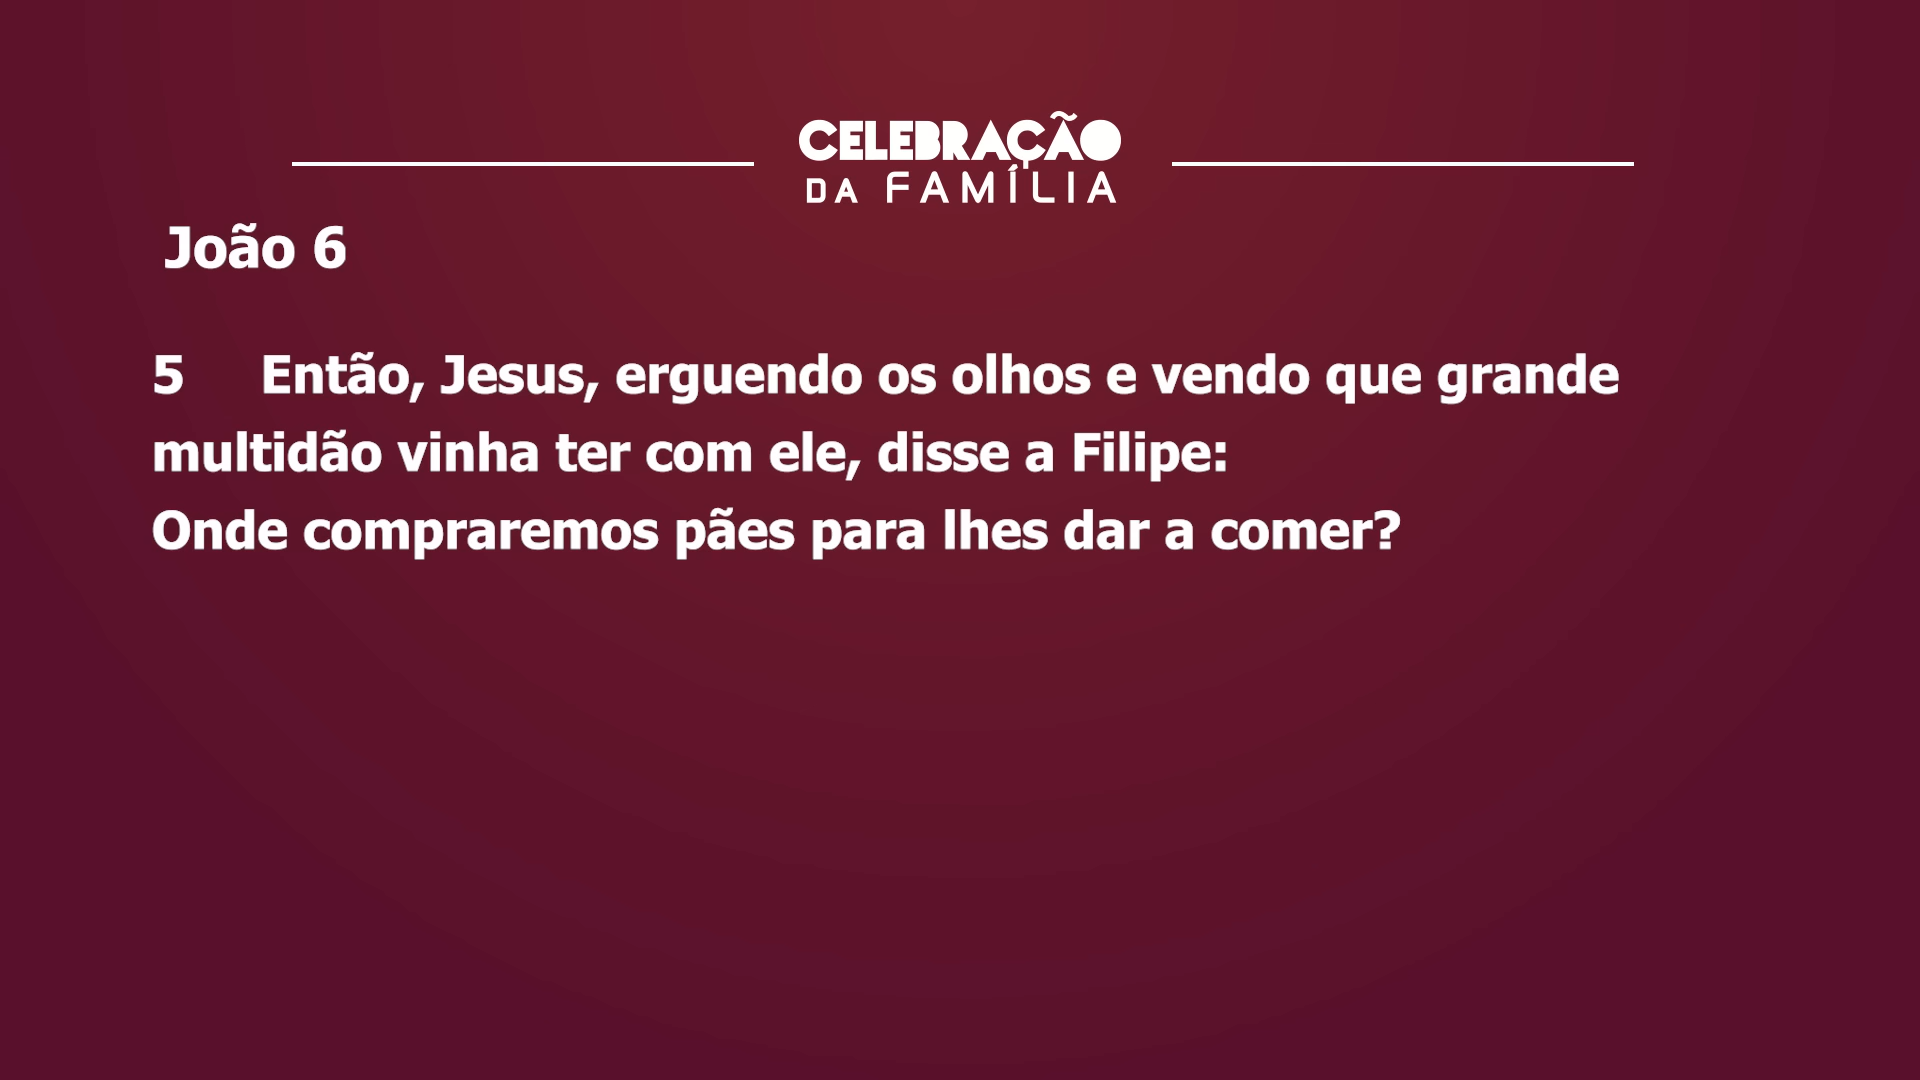 CELEBRAÇÃO
DA FAMÍLIA
João 6
5 Então, Jesus, erguendo os olhos e vendo que grande
multidão vinha ter com ele, disse a Filipe:
Onde compraremos pães para lhes dar a comer?